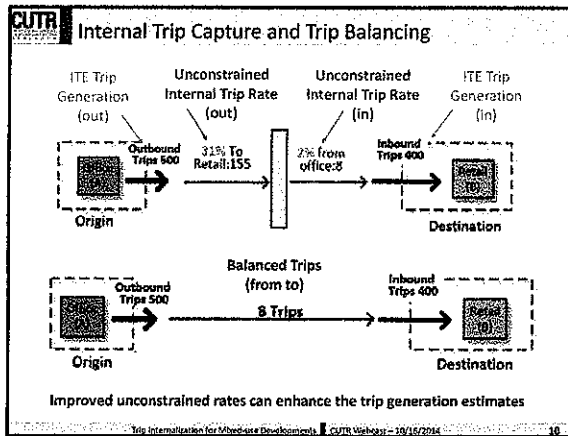 CUTR
Internal Trip Capture and Trip Balancing
ITE Trip
Generation
(out)
Unconstrained
Internal Trip Rate
(out)
Unconstrained
Internal Trip Rate
(in)
ITE Trip
Generation
(in)
Outbound
Trips 500
31% To
Retail:155
2% from
office:8
Inbound
Trips 400
Retail
Origin
Destination
Balanced Trips
(from to)
Outbound
Trips 500
8 Trips
Inbound
Trips 400
Retail
Origin
Destination
Improved unconstrained rates can enhance the trip generation estimates
Trip Internalization for Mixed-use Developments
CUTR Webcast – 10/16/2014